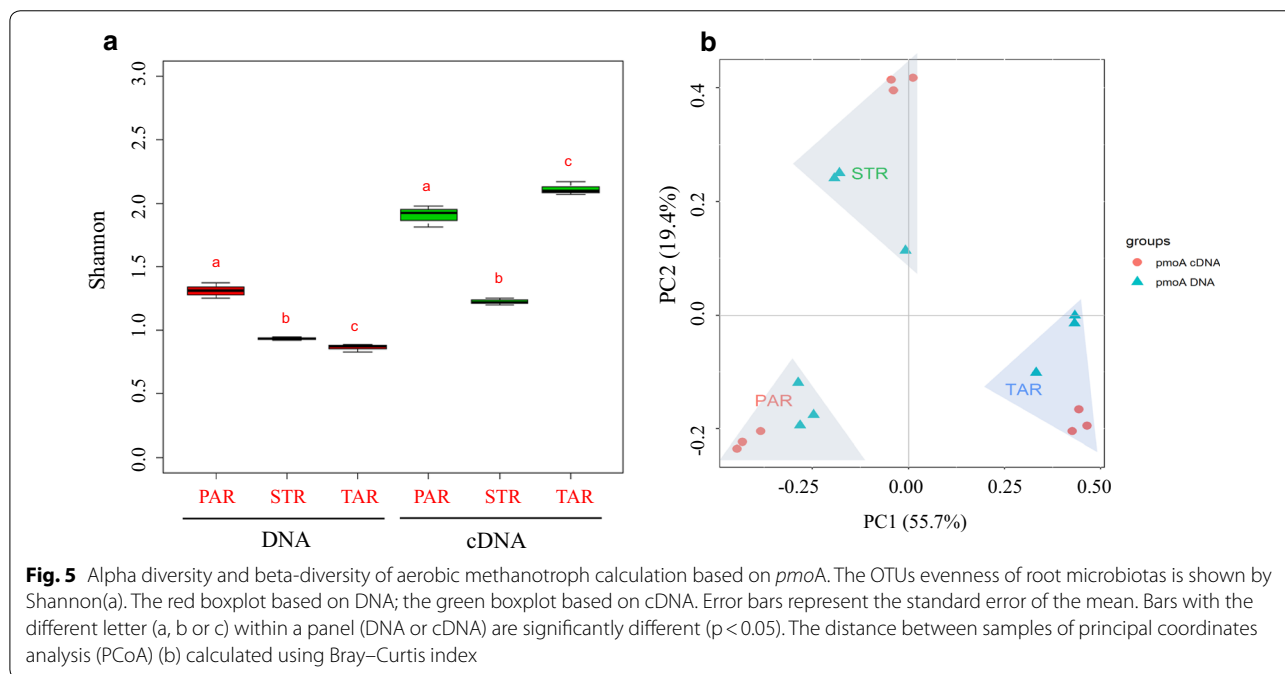 a
3.0
2.5
2.0
1.5
1.0
0.5
0.0
Shannon
a
b
c
a
b
c
PAR STR TAR PAR STR TAR
DNA cDNA
b
0.4
0.2
0.0
-0.2
PC2 (19.4%)
STR
PAR
TAR
-0.25 0.00 0.25 0.50
PC1 (55.7%)
groups
pmoA cDNA
pmoA DNA
Fig. 5 Alpha diversity and beta-diversity of aerobic methanotroph calculation based on pmoA. The OTUs evenness of root microbiotas is shown by
Shannon(a). The red boxplot based on DNA; the green boxplot based on cDNA. Error bars represent the standard error of the mean. Bars with the
different letter (a, b or c) within a panel (DNA or cDNA) are significantly different (p < 0.05). The distance between samples of principal coordinates
analysis (PCoA) (b) calculated using Bray–Curtis index